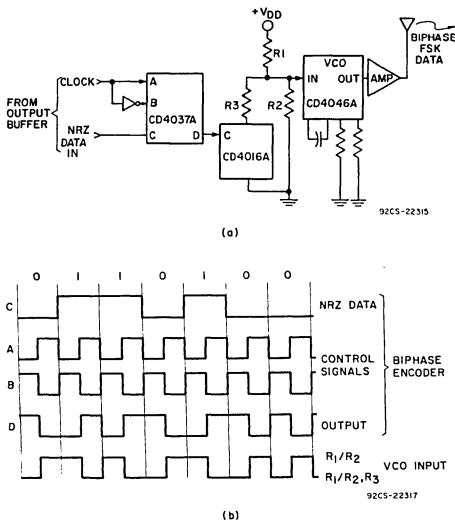 +VDD
R1
BIPHASE
FSK
DATA
VCO
IN
OUT
AMP
CD4046A
CLOCK
A
B
FROM
OUTPUT
BUFFER
CD4037A
R3
R2
NRZ
DATA
IN
C
D
C
CD4016A
92CS-22315
(a)
0 1 1 0 1 0 0
C
NRZ DATA
A
CONTROL
SIGNALS
B
BIPHASE
ENCODER
D
OUTPUT
R1/R2
VCO INPUT
R1/R2,R3
92CS-22317
(b)